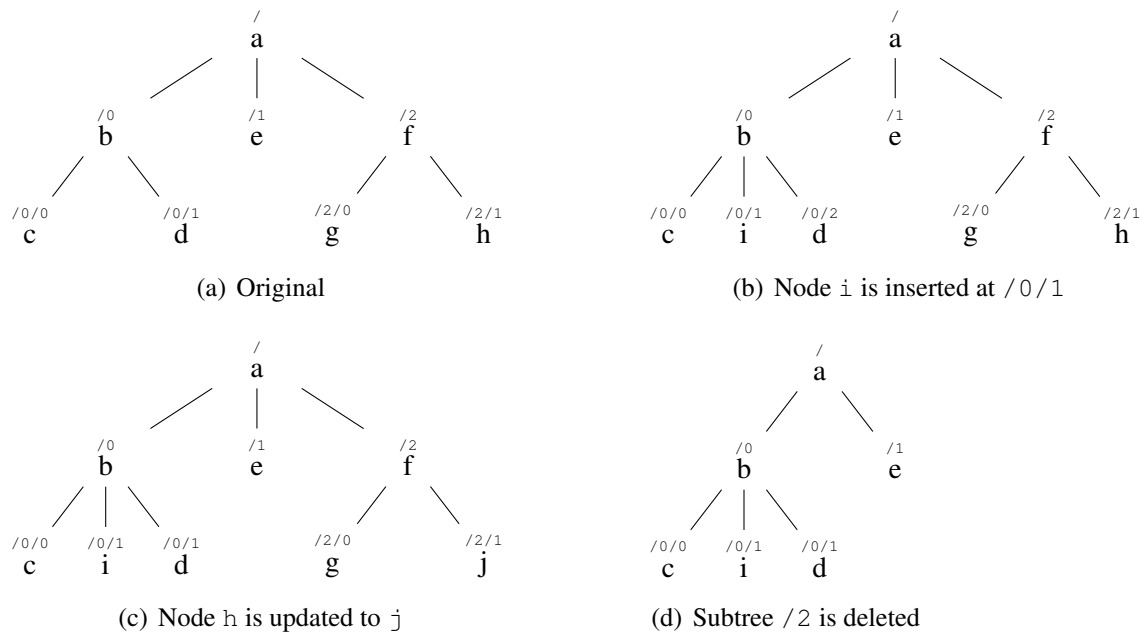 / /
a a
/0 /1 /2 /0 /1 /2
b e f b e f
/0/0 /0/1 /2/0 /2/1 /0/0 /0/1 /0/2 /2/0 /2/1
c d g h c i d g h
(a) Original (b) Node i is inserted at /0/1
/ /
a a
/0 /1 /2 /0 /1
b e f b e
/0/0 /0/1 /0/1 /2/0 /2/1 /0/0 /0/1 /0/1
c i d g j c i d
(c) Node h is updated to j (d) Subtree /2 is deleted